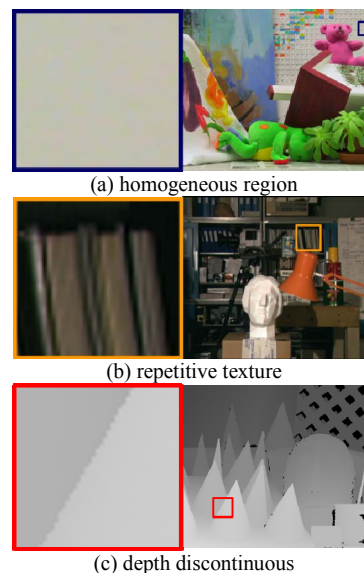 (a) homogeneous region
(b) repetitive texture
(c) depth discontinuous